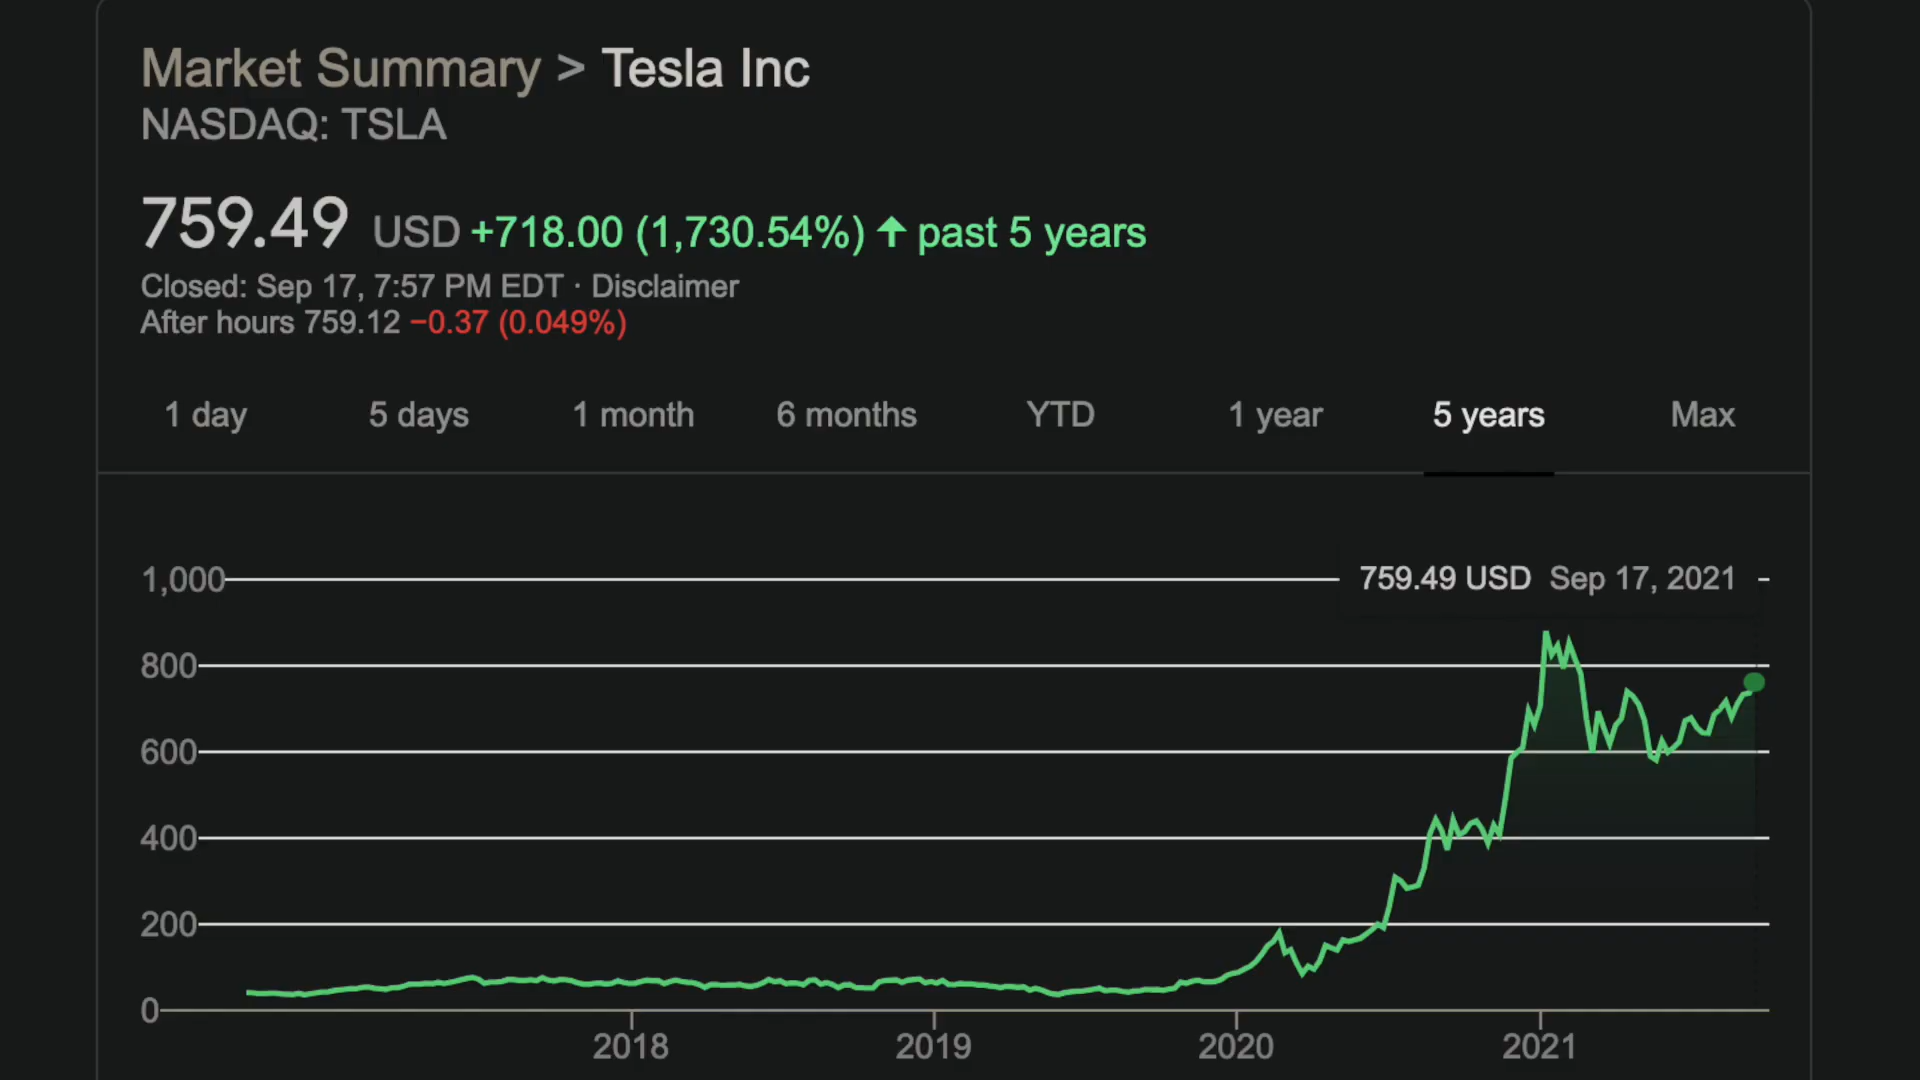 Market Summary > Tesla Inc
NASDAQ: TSLA
759.49 USD +718.00 (1,730.54%) ↑ past 5 years
Closed: Sep 17, 7:57 PM EDT · Disclaimer
After hours 759.12 −0.37 (0.049%)
1 day 5 days 1 month 6 months YTD 1 year 5 years Max
759.49 USD Sep 17, 2021
1,000
800
600
400
200
0
2018 2019 2020 2021